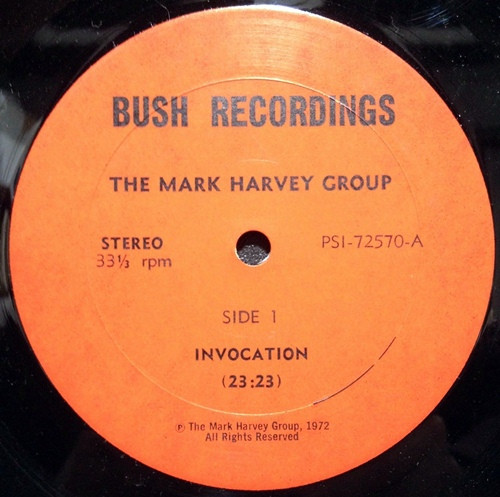 BUSH RECORDINGS
THE MARK HARVEY GROUP
STEREO
33⅓ rpm
PSI-72570-A
SIDE 1
INVOCATION
(23:23)
℗ The Mark Harvey Group, 1972
All Rights Reserved